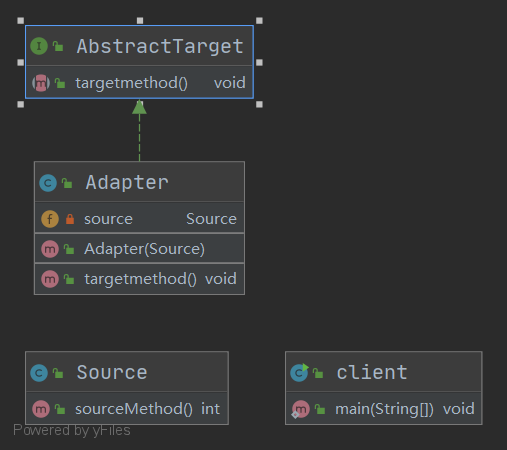 AbstractTarget
targetmethod() void
Adapter
source Source
Adapter(Source)
targetmethod() void
Source
sourceMethod() int
client
main(String[]) void
Powered by yFiles